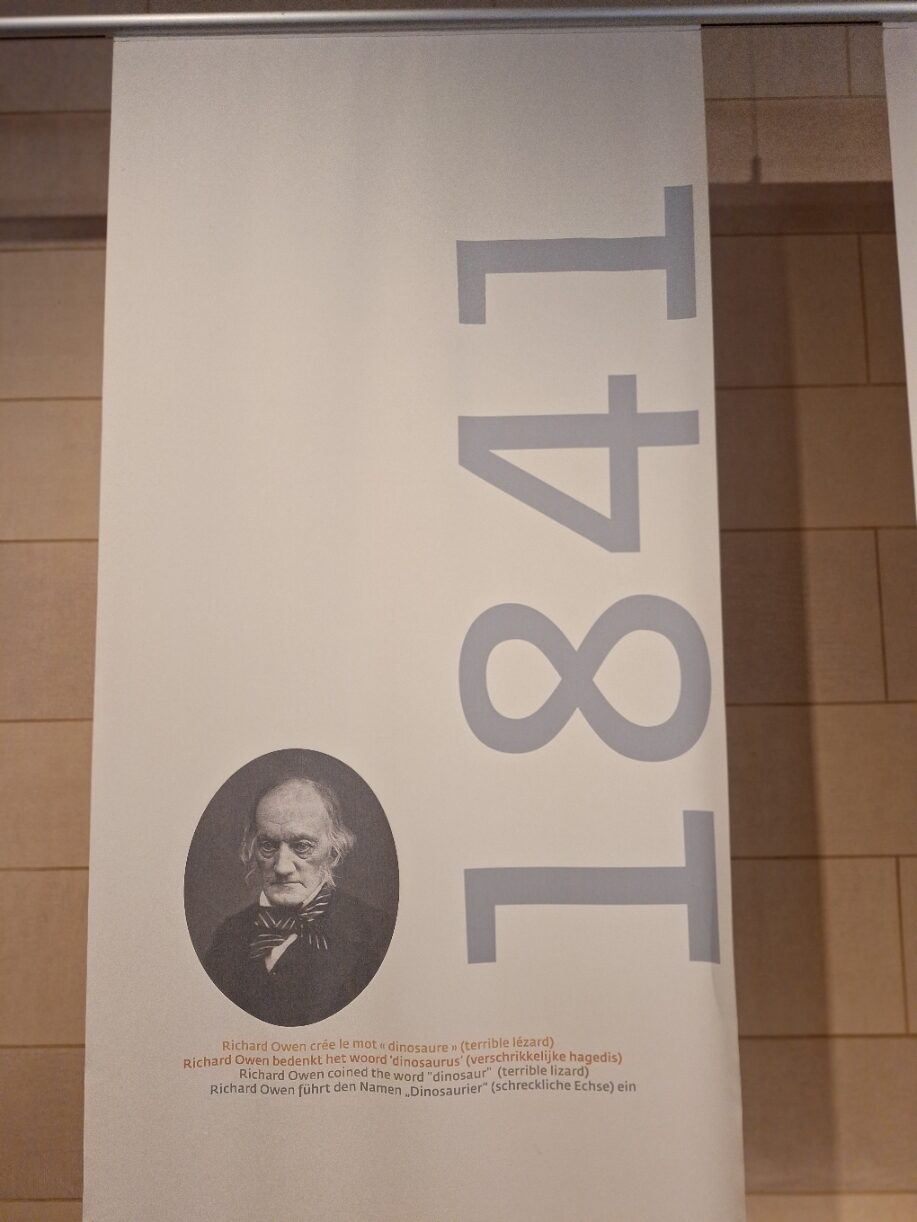 1841
Richard Owen crée le mot « dinosaure » (terrible lézard)
Richard Owen bedenkt het woord 'dinosaurus' (verschrikkelijke hagedis)
Richard Owen coined the word "dinosaur" (terrible lizard)
Richard Owen führt den Namen „Dinosaurier" (schreckliche Echse) ein